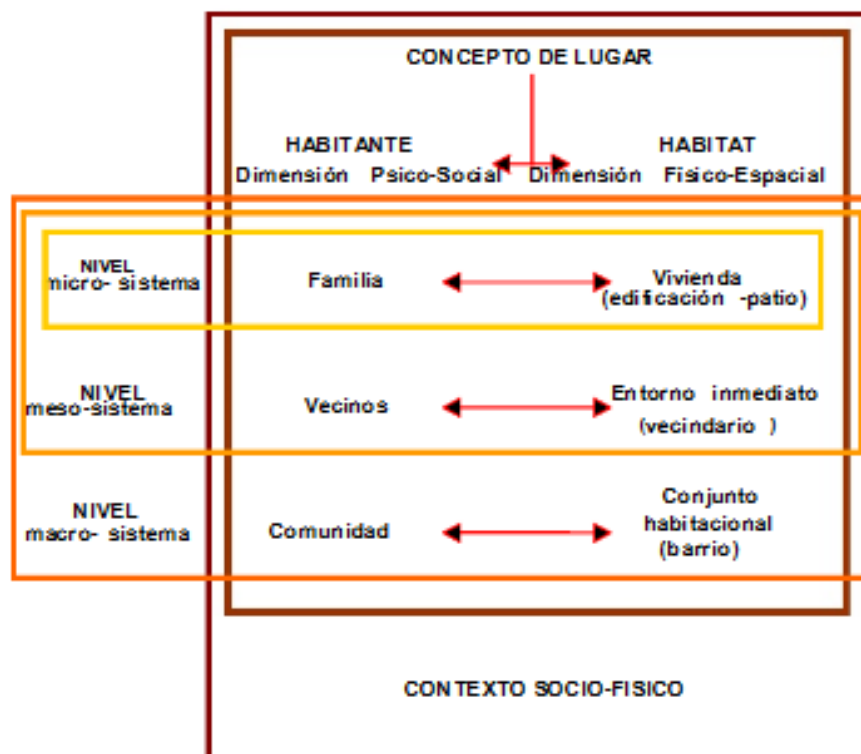 CONCEPTO DE LUGAR
HABITANTE HABITAT
Dimensión Psico-Social Dimensión Fisico-Espacial
NIVEL
micro- sistema
Familia
Vivienda
(edificación -patio)
NIVEL
meso-sistema
Vecinos
Entorno inmediato
(vecindario )
NIVEL
macro- sistema
Comunidad
Conjunto
habitacional
(barrio)
CONTEXTO SOCIO-FISICO